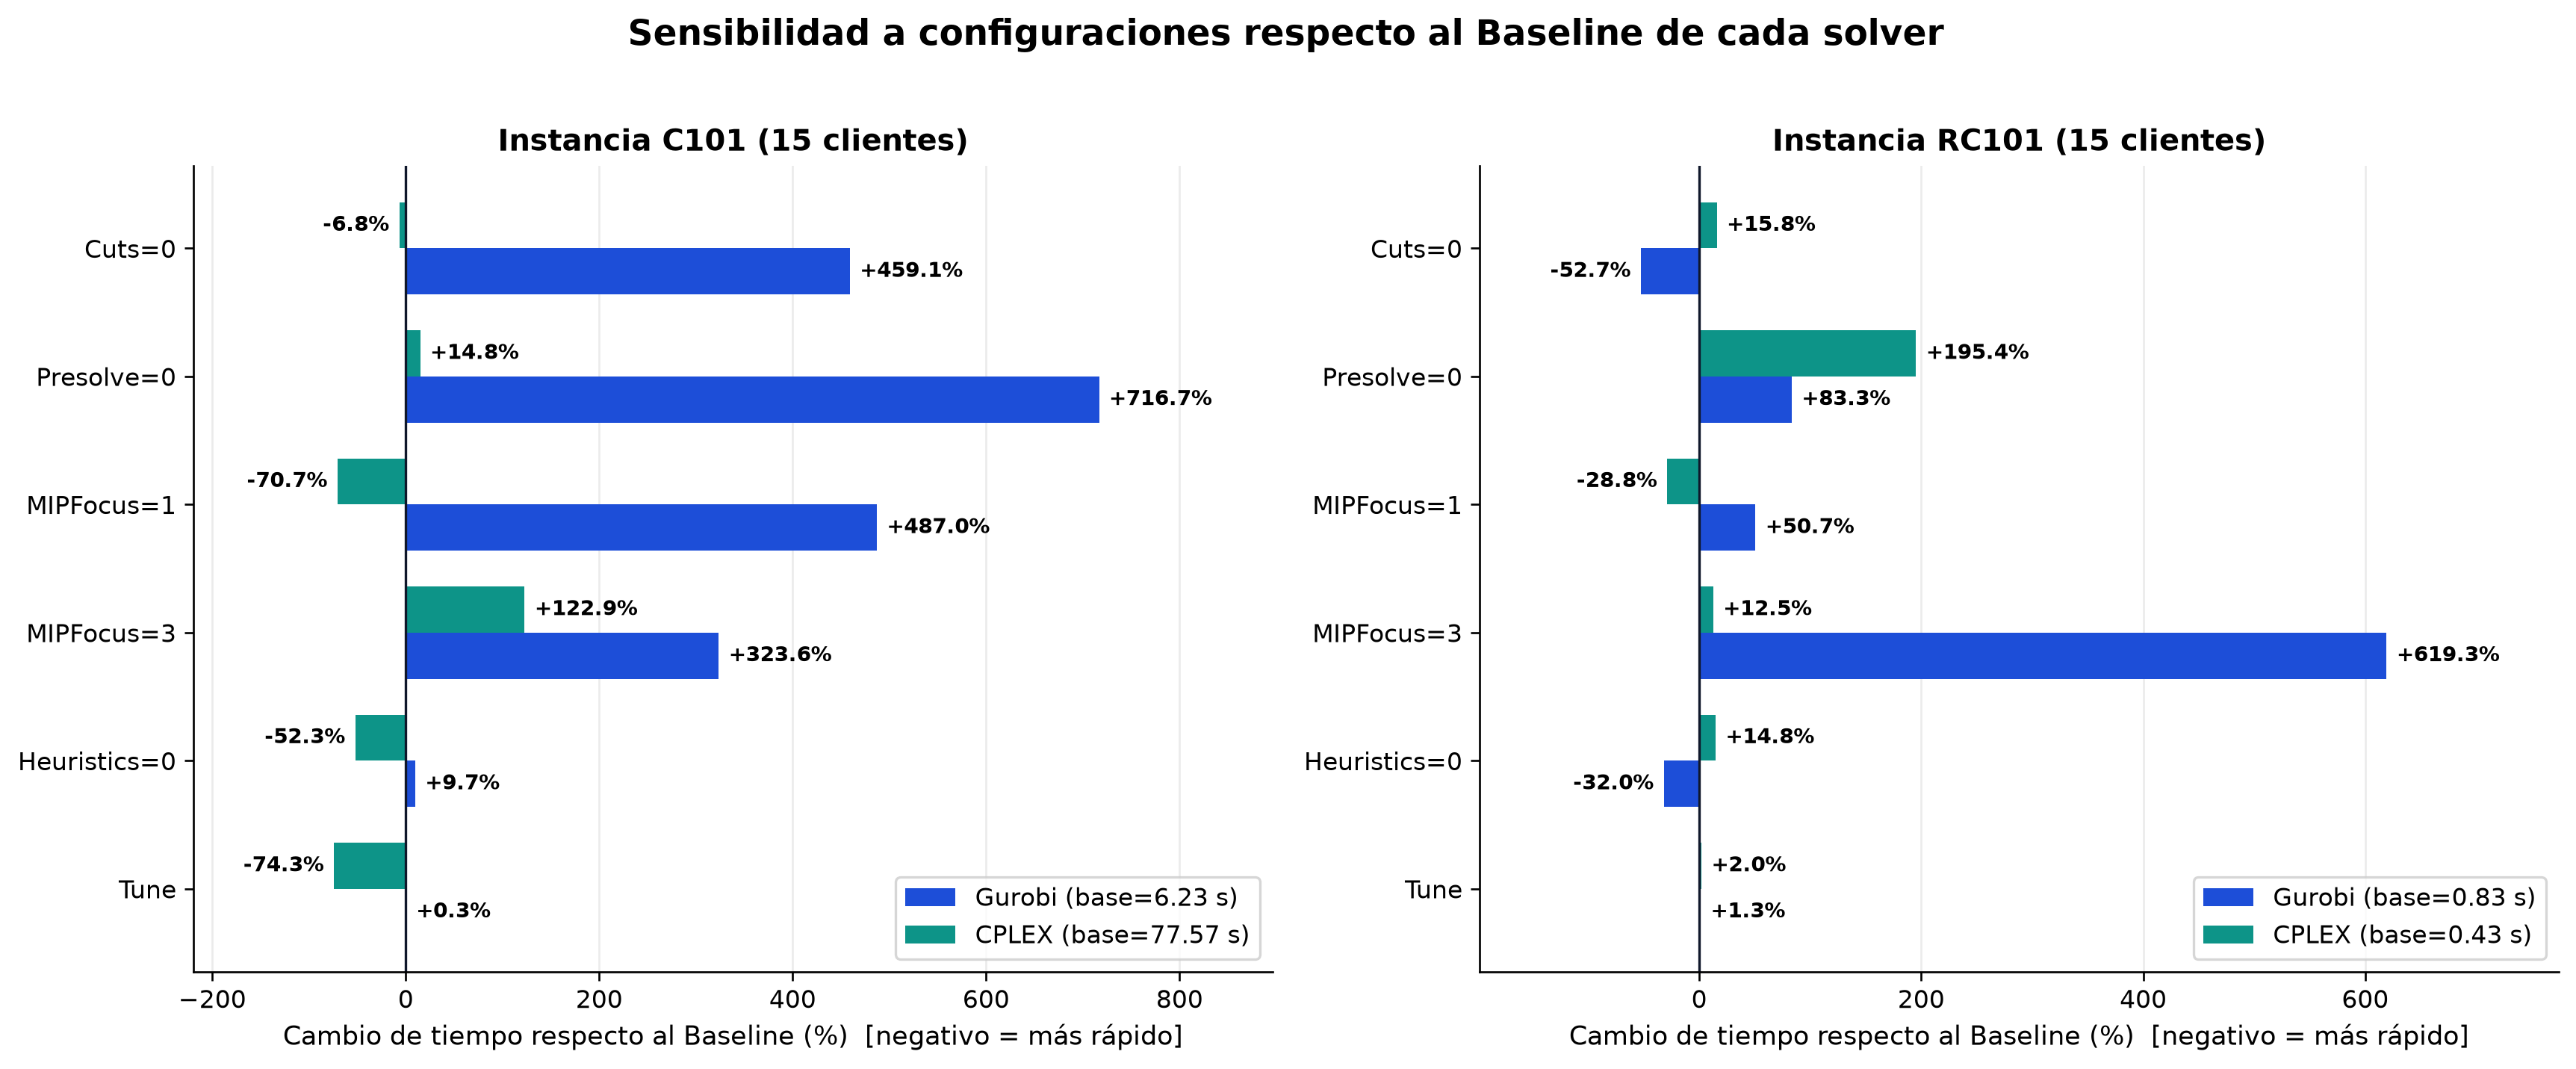 Sensibilidad a configuraciones respecto al Baseline de cada solver
Instancia C101 (15 clientes)
Cuts=0
-6.8%
+459.1%
Presolve=0
+14.8%
+716.7%
MIPFocus=1
-70.7%
+487.0%
MIPFocus=3
+122.9%
+323.6%
Heuristics=0
-52.3%
+9.7%
Tune
-74.3%
+0.3%
Gurobi (base=6.23 s)
CPLEX (base=77.57 s)
−200 0 200 400 600 800
Cambio de tiempo respecto al Baseline (%) [negativo = más rápido]
Instancia RC101 (15 clientes)
Cuts=0
+15.8%
-52.7%
Presolve=0
+195.4%
+83.3%
MIPFocus=1
-28.8%
+50.7%
MIPFocus=3
+12.5%
+619.3%
Heuristics=0
+14.8%
-32.0%
Tune
+2.0%
+1.3%
Gurobi (base=0.83 s)
CPLEX (base=0.43 s)
0 200 400 600
Cambio de tiempo respecto al Baseline (%) [negativo = más rápido]